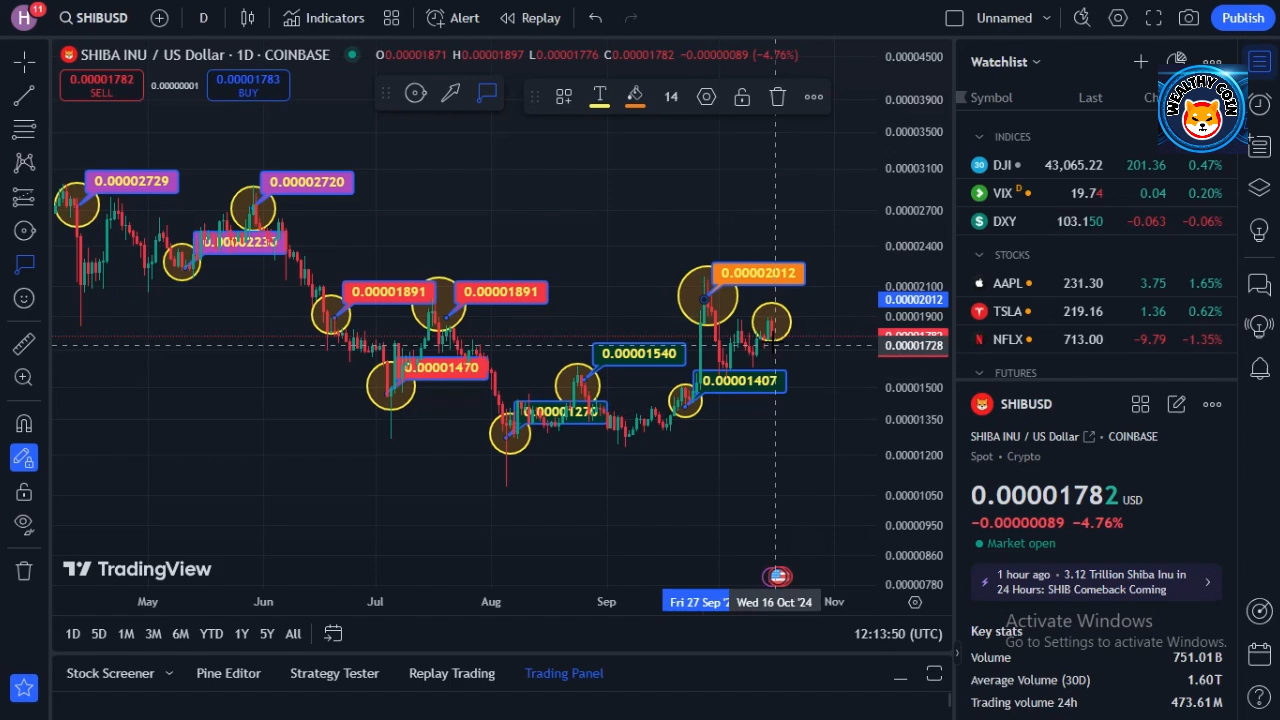 H
11
SHIBUSD
D
Indicators
Alert
Replay
Unnamed
Publish
SHIBA INU / US Dollar · 1D · COINBASE
O0.00001871 H0.00001897 L0.00001776 C0.00001782 −0.00000089 (−4.76%)
0.00001782
SELL
0.00000001
0.00001783
BUY
T
14
0.00002729
0.00002720
0.00002230
0.00001891
0.00001891
0.00001470
0.00001270
0.00001540
0.00001407
0.00002012
0.00004500
0.00003900
0.00003500
0.00003100
0.00002700
0.00002400
0.00002100
0.00002012
0.00001900
0.00001728
0.00001500
0.00001350
0.00001200
0.00001050
0.00000950
0.00000860
0.00000780
TradingView
May
Jun
Jul
Aug
Sep
Fri 27 Sep
Wed 16 Oct '24
Nov
1D
5D
1M
3M
6M
YTD
1Y
5Y
All
12:13:50 (UTC)
Stock Screener
Pine Editor
Strategy Tester
Replay Trading
Trading Panel
Watchlist
WEALTHY COIN
Symbol
Last
INDICES
30
DJI
43,065.22
201.36
0.47%
VIX D
19.74
0.04
0.20%
$
DXY
103.150
−0.063
−0.06%
STOCKS
AAPL
231.30
3.75
1.65%
TSLA
219.16
1.36
0.62%
NFLX
713.00
−9.79
−1.35%
FUTURES
SHIBUSD
SHIBA INU / US Dollar
• COINBASE
Spot • Crypto
0.00001782 USD
−0.00000089 −4.76%
Market open
1 hour ago • 3.12 Trillion Shiba Inu in
24 Hours: SHIB Comeback Coming
Activate Windows
Go to Settings to activate Windows.
Key stats
Volume
751.01B
Average Volume (30D)
1.60T
Trading volume 24h
473.61M